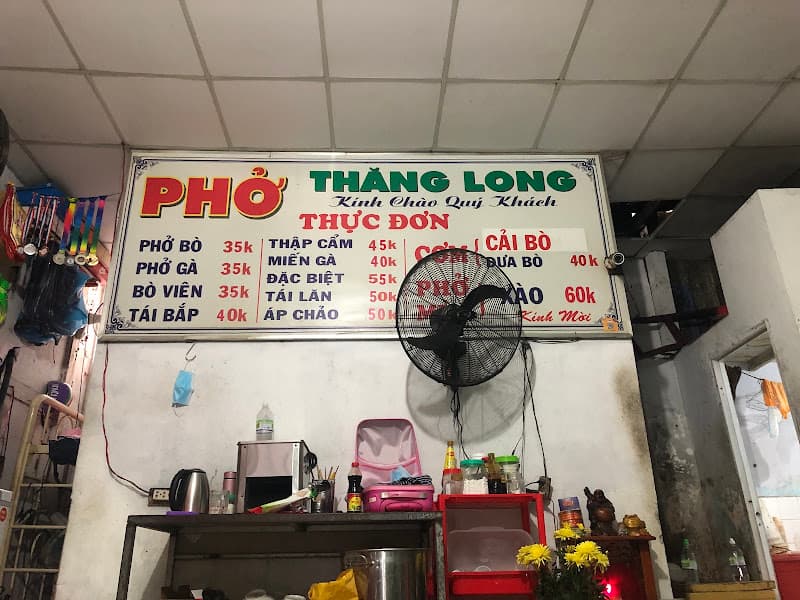 PHỞ THĂNG LONG
Kính Chào Quý Khách
THỰC ĐƠN
PHỞ BÒ 35k
PHỞ GÀ 35k
BÒ VIÊN 35k
TÁI BẮP 40k
THẬP CẨM 45k
MIẾN GÀ 40k
ĐẶC BIỆT 55k
TÁI LĂN 50k
ÁP CHẢO 50k
CƠM
PHỞ
CẢI BÒ
DƯA BÒ 40k
XÀO 60k
Kính Mời